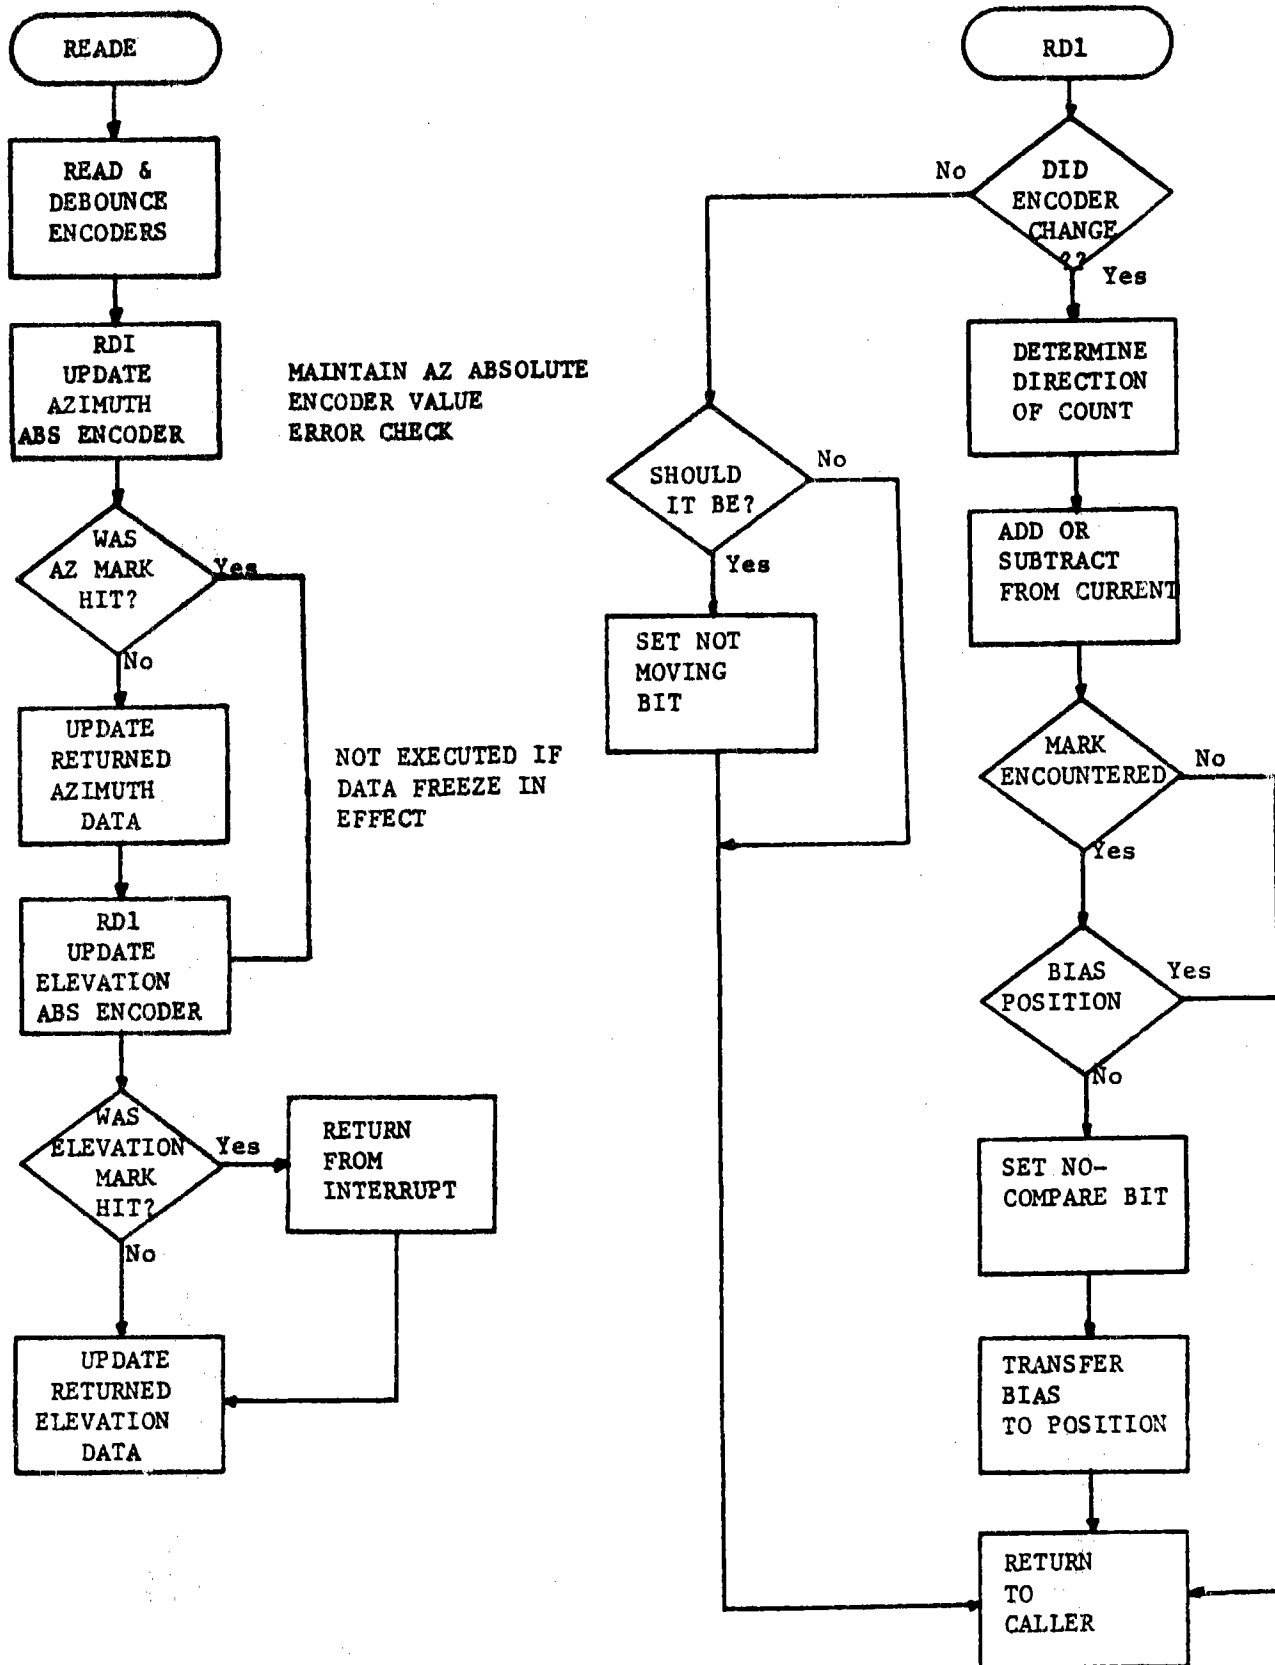 READE
READ &
DEBOUNCE
ENCODERS
RDI
UPDATE
AZIMUTH
ABS ENCODER
MAINTAIN AZ ABSOLUTE
ENCODER VALUE
ERROR CHECK
WAS
AZ MARK
HIT?
Yes
No
UPDATE
RETURNED
AZIMUTH
DATA
NOT EXECUTED IF
DATA FREEZE IN
EFFECT
RD1
UPDATE
ELEVATION
ABS ENCODER
WAS
ELEVATION
MARK
HIT?
Yes
No
RETURN
FROM
INTERRUPT
UPDATE
RETURNED
ELEVATION
DATA
RD1
DID
ENCODER
CHANGE
??
No
Yes
SHOULD
IT BE?
No
Yes
SET NOT
MOVING
BIT
DETERMINE
DIRECTION
OF COUNT
ADD OR
SUBTRACT
FROM CURRENT
MARK
ENCOUNTERED
No
Yes
BIAS
POSITION
Yes
No
SET NO-
COMPARE BIT
TRANSFER
BIAS
TO POSITION
RETURN
TO
CALLER